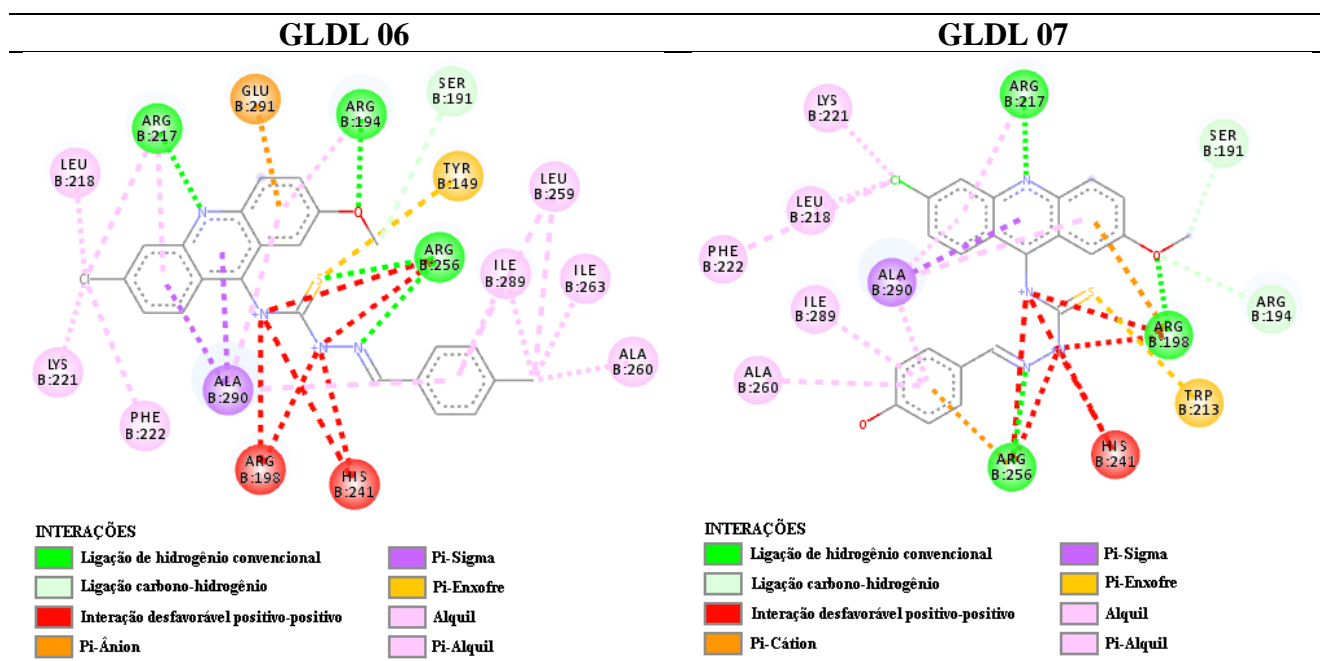 GLDL 06
GLU
B:291
ARG
B:194
SER
B:191
ARG
B:217
LEU
B:218
TYR
B:149
LEU
B:259
N
O
ARG
B:256
ILE
B:289
ILE
B:263
Cl
S
+N
+N
N
LYS
B:221
ALA
B:290
ALA
B:260
PHE
B:222
ARG
B:198
HIS
B:241
INTERAÇÕES
Ligação de hidrogênio convencional
Ligação carbono-hidrogênio
Interação desfavorável positivo-positivo
Pi-Ânion
Pi-Sigma
Pi-Enxofre
Alquil
Pi-Alquil
GLDL 07
ARG
B:217
LYS
B:221
SER
B:191
Cl
N
LEU
B:218
PHE
B:222
O
ALA
B:290
ILE
B:289
ARG
B:194
+N
S
ARG
B:198
ALA
B:260
N
TRP
B:213
O
HIS
B:241
ARG
B:256
INTERAÇÕES
Ligação de hidrogênio convencional
Ligação carbono-hidrogênio
Interação desfavorável positivo-positivo
Pi-Cátion
Pi-Sigma
Pi-Enxofre
Alquil
Pi-Alquil